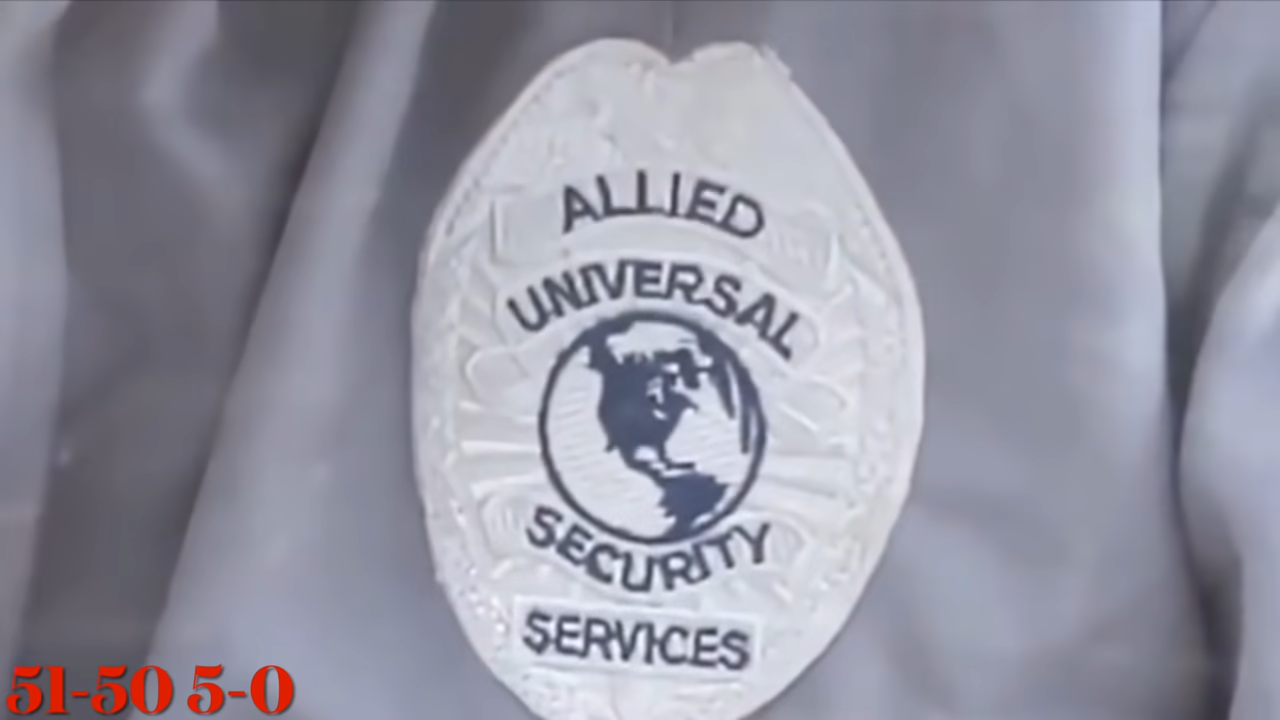 ALLIED
UNIVERSAL
SECURITY
SERVICES
51-50 5-0